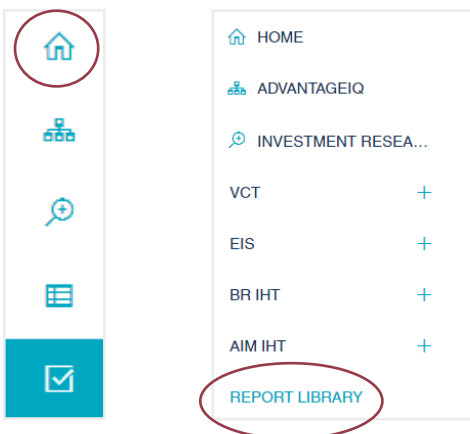 HOME
ADVANTAGEIQ
INVESTMENT RESEA...
VCT +
EIS +
BR IHT +
AIM IHT +
REPORT LIBRARY